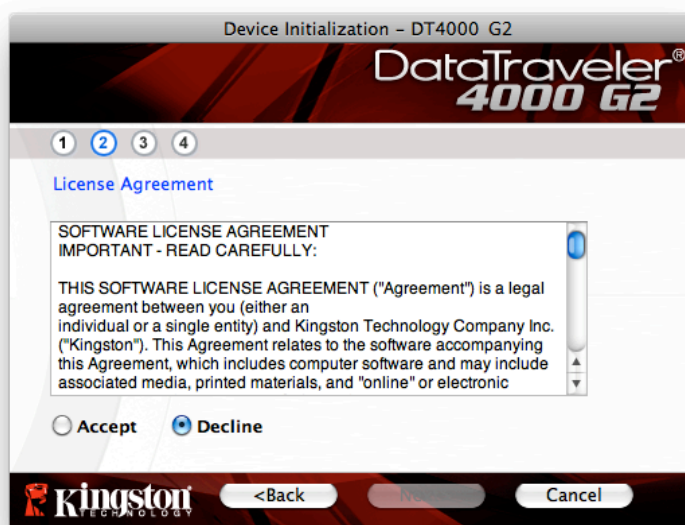 Device Initialization – DT4000 G2
DataTraveler®
4000 G2
1 2 3 4
License Agreement
SOFTWARE LICENSE AGREEMENT
IMPORTANT - READ CAREFULLY:
THIS SOFTWARE LICENSE AGREEMENT ("Agreement") is a legal
agreement between you (either an
individual or a single entity) and Kingston Technology Company Inc.
("Kingston"). This Agreement relates to the software accompanying
this Agreement, which includes computer software and may include
associated media, printed materials, and "online" or electronic
Accept Decline
Kingston
TECHNOLOGY
<Back Cancel